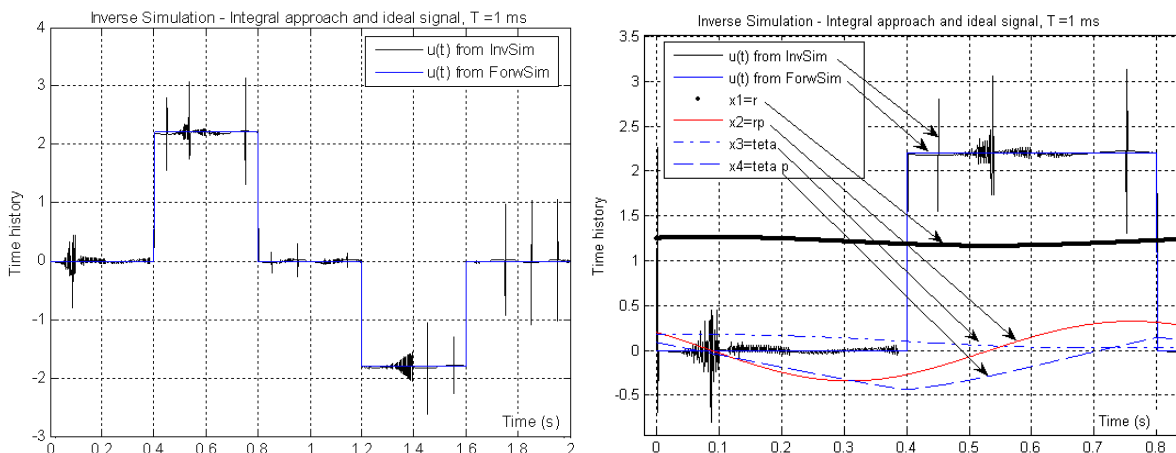 Inverse Simulation - Integral approach and ideal signal, T =1 ms
u(t) from InvSim
u(t) from ForwSim
Time history
4
3
2
1
0
-1
-2
-3
0
0.2
0.4
0.6
0.8
1
1.2
1.4
1.6
1.8
2
Time (s)
Inverse Simulation - Integral approach and ideal signal, T =1 ms
u(t) from InvSim
u(t) from ForwSim
x1=r
x2=rp
x3=teta
x4=teta p
Time history
3.5
3
2.5
2
1.5
1
0.5
0
-0.5
0
0.1
0.2
0.3
0.4
0.5
0.6
0.7
0.8
Time (s)